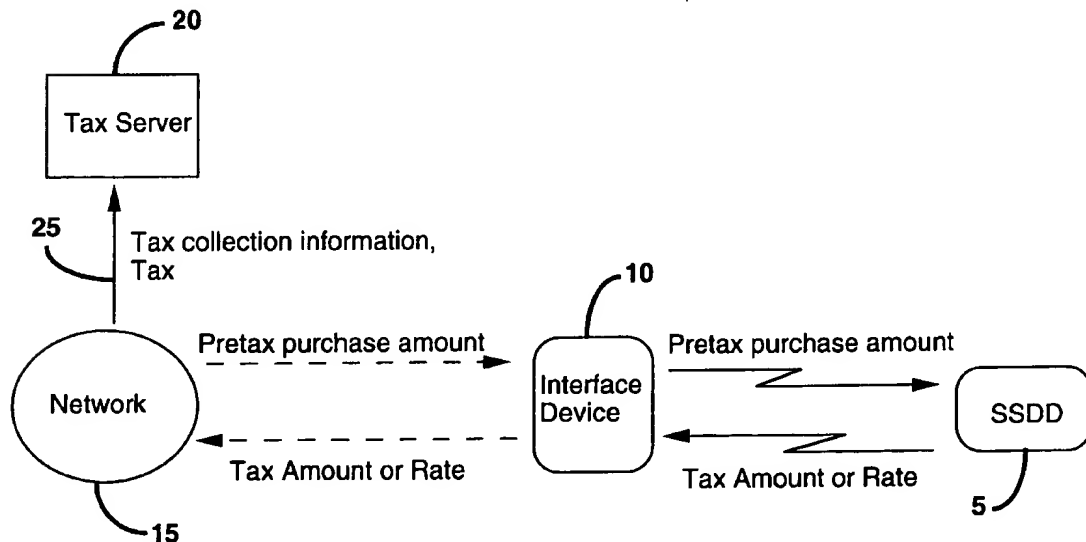 20
Tax Server
25
Tax collection information,
Tax
10
Pretax purchase amount
Pretax purchase amount
Interface
Device
Network
SSDD
Tax Amount or Rate
Tax Amount or Rate
5
15